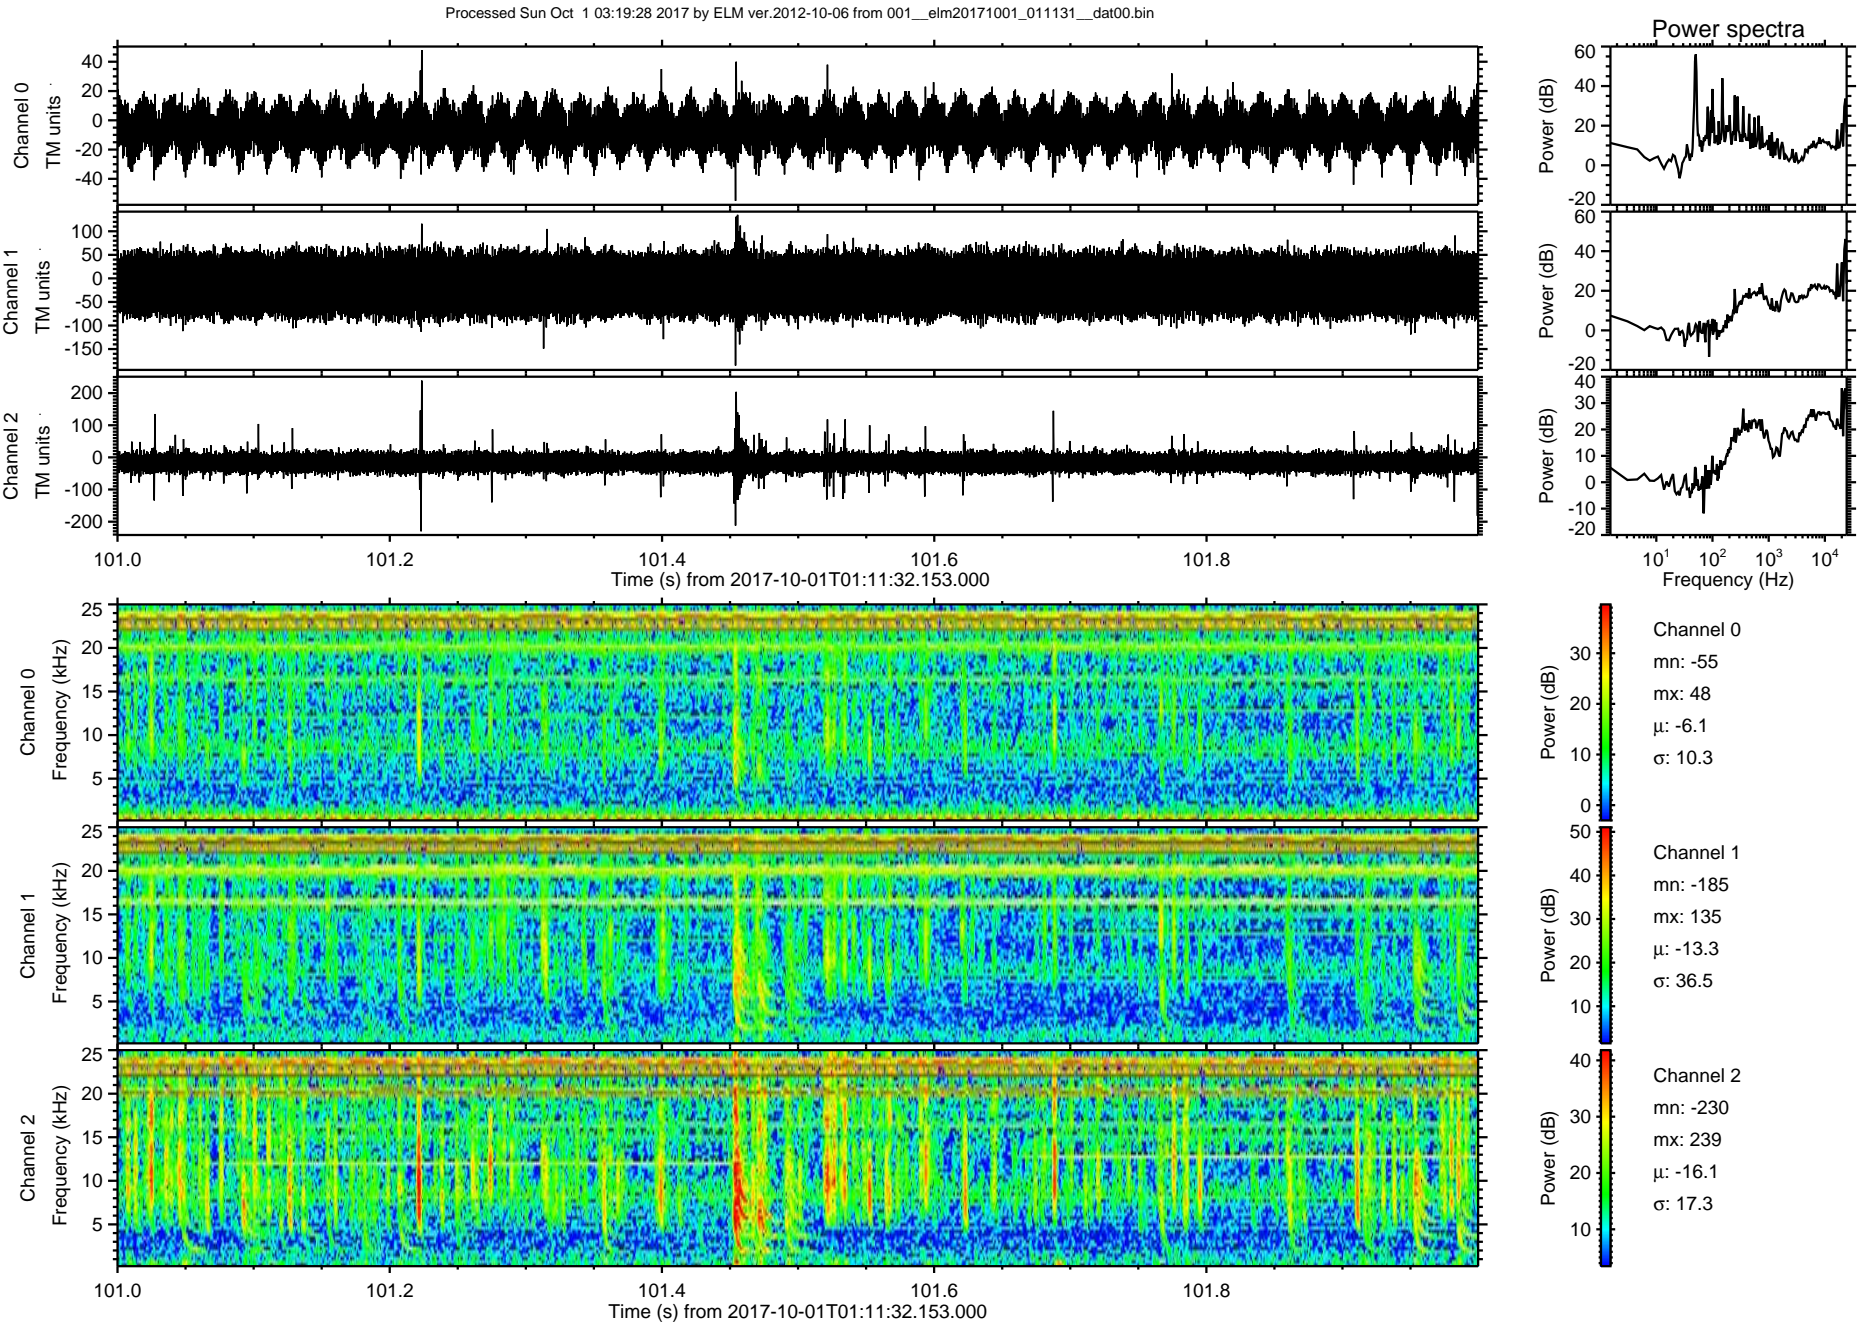 Processed Sun Oct  1 03:19:28 2017 by ELM ver.2012-10-06 from 001__elm20171001_011131__dat00.bin
Power spectra
Channel 0
TM units
40
20
0
-20
-40
Power (dB)
60
40
20
0
-20
Channel 1
TM units
100
50
0
-50
-100
-150
Power (dB)
60
40
20
0
-20
Channel 2
TM units
200
100
0
-100
-200
Power (dB)
40
30
20
10
0
-10
-20
101.0 101.2 101.4 101.6 101.8
Time (s) from 2017-10-01T01:11:32.153.000
10^1 10^2 10^3 10^4
Frequency (Hz)
Channel 0
Frequency (kHz)
25
20
15
10
5
Power (dB)
30
20
10
0
Channel 0
mn: -55
mx: 48
μ: -6.1
σ: 10.3
Channel 1
Frequency (kHz)
25
20
15
10
5
Power (dB)
50
40
30
20
10
Channel 1
mn: -185
mx: 135
μ: -13.3
σ: 36.5
Channel 2
Frequency (kHz)
25
20
15
10
5
Power (dB)
40
30
20
10
Channel 2
mn: -230
mx: 239
μ: -16.1
σ: 17.3
101.0 101.2 101.4 101.6 101.8
Time (s) from 2017-10-01T01:11:32.153.000